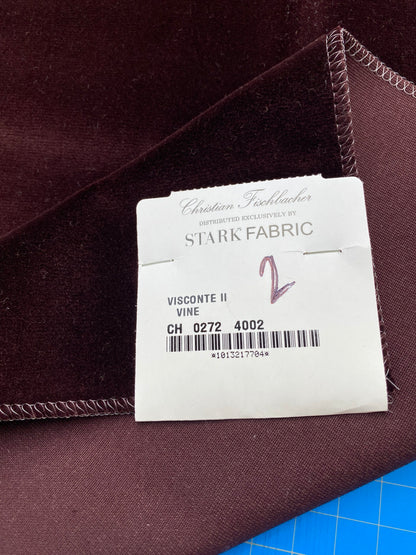 Christian Fischbacher
DISTRIBUTED EXCLUSIVELY BY
STARK FABRIC
2
VISCONTE II
VINE
CH 0272 4002
*1013217704*